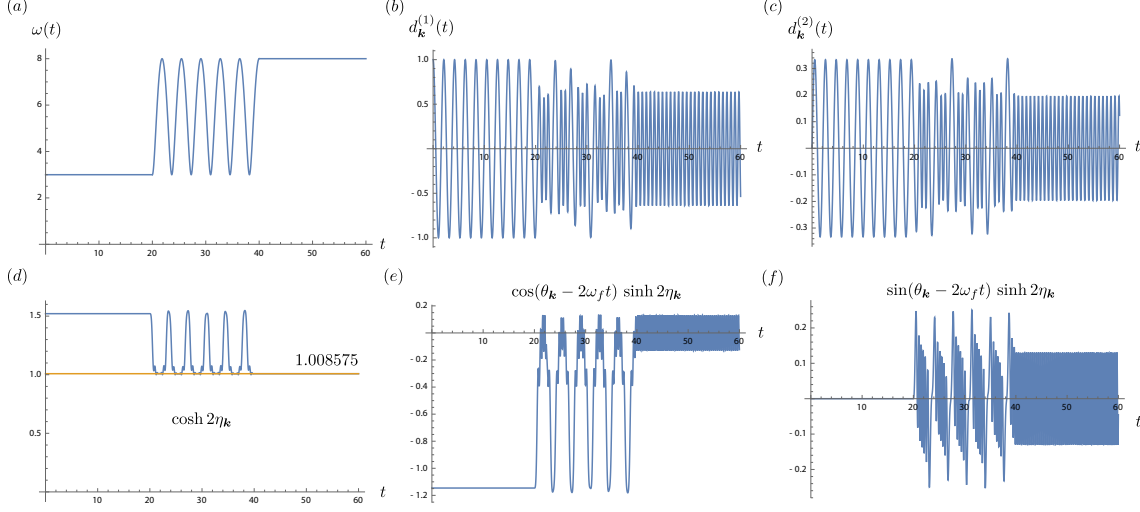 (a)
ω(t)
8
6
4
2
10 20 30 40 50 60
t
(b)
d_k^(1)(t)
1.0
0.5
- 0.5
- 1.0
10 20 30 40 50 60
t
(c)
d_k^(2)(t)
0.3
0.2
0.1
- 0.1
- 0.2
- 0.3
10 20 30 40 50 60
t
(d)
1.5
1.0
0.5
1.008575
cosh 2η_k
10 20 30 40 50 60
t
(e)
cos(θ_k − 2ω_f t) sinh 2η_k
0.2
- 0.2
- 0.4
- 0.6
- 0.8
- 1.0
- 1.2
10 20 30 40 50 60
t
(f)
sin(θ_k − 2ω_f t) sinh 2η_k
0.2
0.1
- 0.1
- 0.2
10 20 30 40 50 60
t